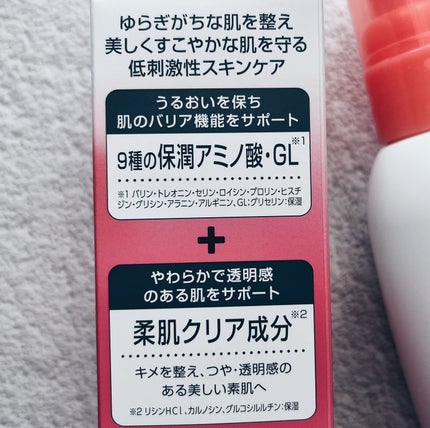 ゆらぎがちな肌を整え
美しくすこやかな肌を守る
低刺激性スキンケア
うるおいを保ち
肌のバリア機能をサポート
9種の保潤アミノ酸・GL※1
※1 バリン・トレオニン・セリン・ロイシン・プロリン・ヒスチ
ジン・グリシン・アラニン・アルギニン、GL:グリセリン:保湿
+
やわらかで透明感
のある肌をサポート
柔肌クリア成分※2
キメを整え、つや・透明感の
ある美しい素肌へ
※2 リシンHCl、カルノシン、グルコシルルチン:保湿